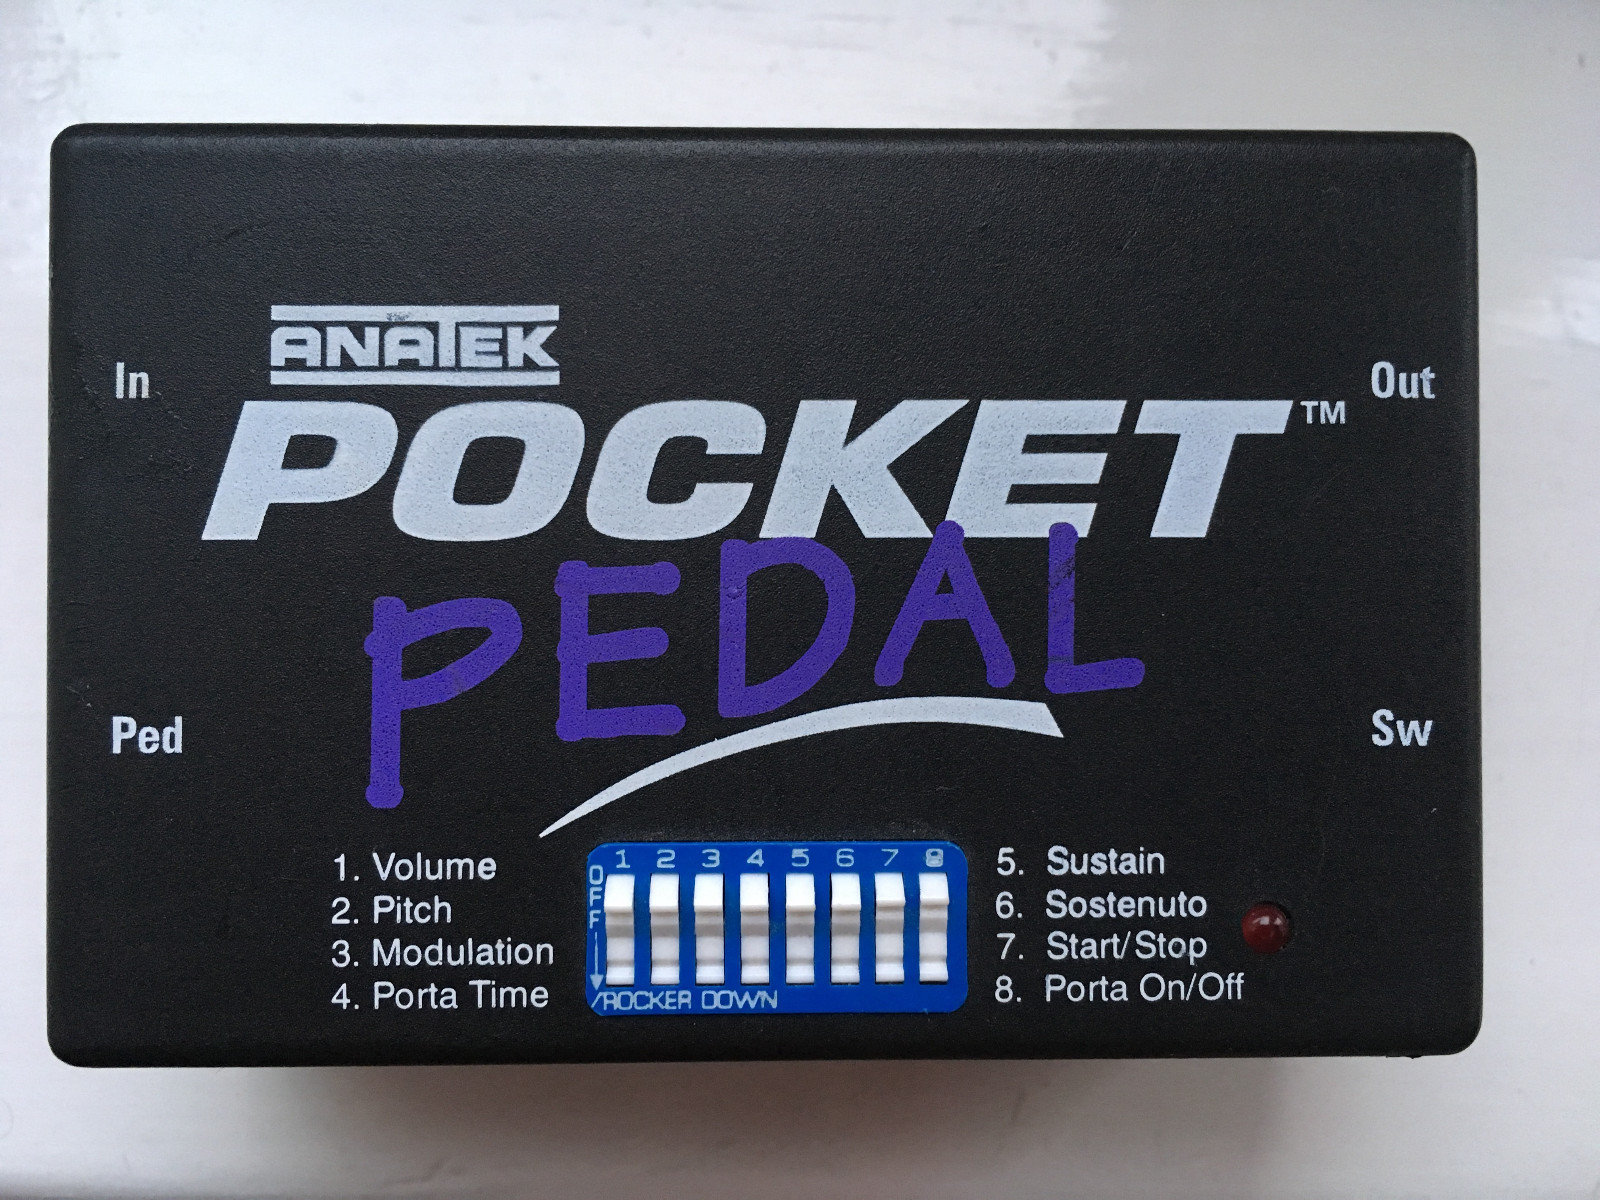 ANATEK
POCKET™
PEDAL
In
Out
Ped
Sw
1. Volume
2. Pitch
3. Modulation
4. Porta Time
1 2 3 4 5 6 7 8
OFF
/ROCKER DOWN
5. Sustain
6. Sostenuto
7. Start/Stop
8. Porta On/Off